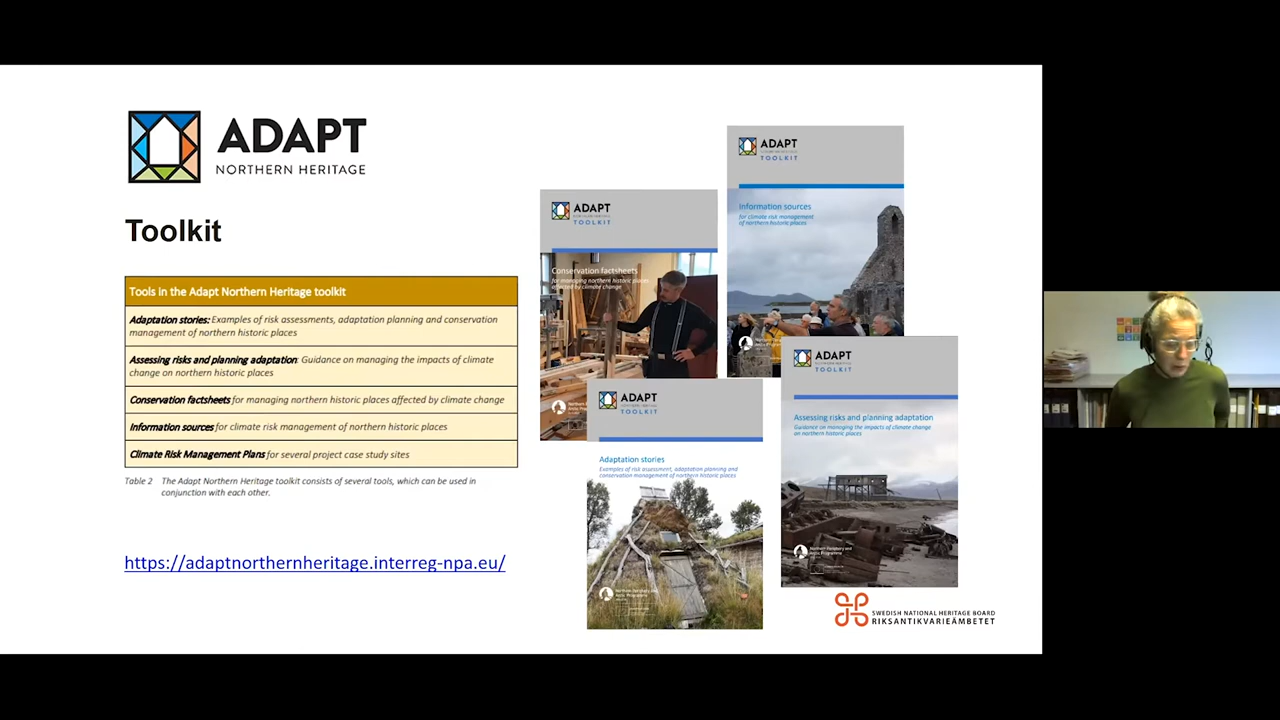 ADAPT
NORTHERN HERITAGE
Toolkit
Tools in the Adapt Northern Heritage toolkit
Adaptation stories: Examples of risk assessments, adaptation planning and conservation
management of northern historic places
Assessing risks and planning adaptation: Guidance on managing the impacts of climate
change on northern historic places
Conservation factsheets for managing northern historic places affected by climate change
Information sources for climate risk management of northern historic places
Climate Risk Management Plans for several project case study sites
Table 2 The Adapt Northern Heritage toolkit consists of several tools, which can be used in
conjunction with each other.
https://adaptnorthernheritage.interreg-npa.eu/
ADAPT
TOOLKIT
Conservation factsheets
for managing northern historic places
affected by climate change
ADAPT
TOOLKIT
Information sources
for climate risk management
of northern historic places
ADAPT
TOOLKIT
Adaptation stories
Examples of risk assessment, adaptation planning and
conservation management of northern historic places
ADAPT
TOOLKIT
Assessing risks and planning adaptation
Guidance on managing the impacts of climate change
on northern historic places
Northern Periphery and
Arctic Programme
SWEDISH NATIONAL HERITAGE BOARD
RIKSANTIKVARIEÄMBETET